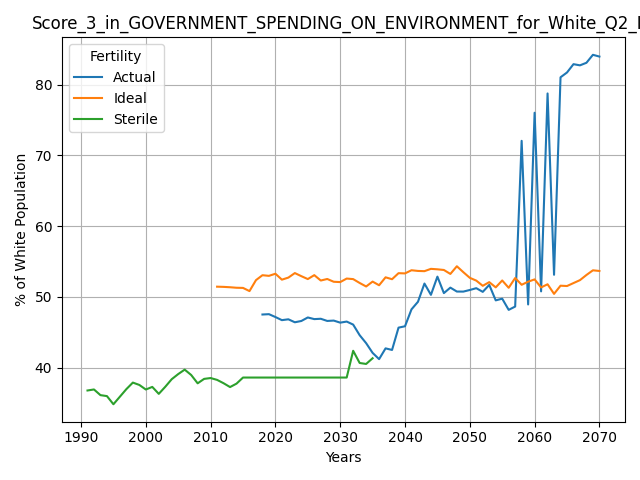 Score_3_in_GOVERNMENT_SPENDING_ON_ENVIRONMENT_for_White_Q2_
Fertility
Actual
Ideal
Sterile
% of White Population
80
70
60
50
40
1990 2000 2010 2020 2030 2040 2050 2060 2070
Years